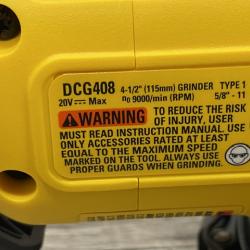 DCG408 4-1/2" (115mm) GRINDER TYPE 1
20V ⎓ Max n₀ 9000/min (RPM) 5/8" - 11
WARNING TO REDUCE THE RISK
OF INJURY, USER
MUST READ INSTRUCTION MANUAL. USE
ONLY ACCESSORIES RATED AT LEAST
EQUAL TO THE MAXIMUM SPEED
MARKED ON THE TOOL. ALWAYS USE
PROPER GUARDS WHEN GRINDING.